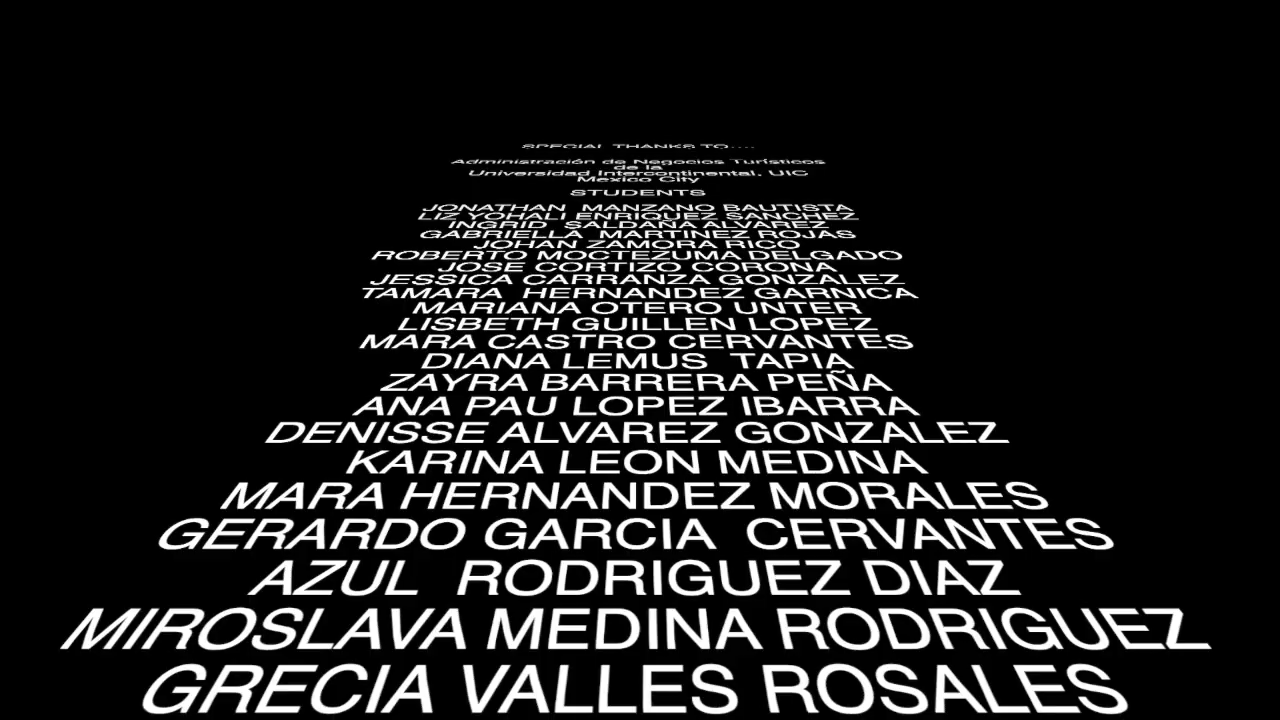 SPECIAL THANKS TO....
Administración de Negocios Turísticos
de la
Universidad Intercontinental, UIC
Mexico City
STUDENTS
JONATHAN MANZANO BAUTISTA
LIZ YOHALI ENRIQUEZ SANCHEZ
INGRID SALDAÑA ALVAREZ
GABRIELLA MARTINEZ ROJAS
JOHAN ZAMORA RICO
ROBERTO MOCTEZUMA DELGADO
JOSE CORTIZO CORONA
JESSICA CARRANZA GONZALEZ
TAMARA HERNANDEZ GARNICA
MARIANA OTERO UNTER
LISBETH GUILLEN LOPEZ
MARA CASTRO CERVANTES
DIANA LEMUS TAPIA
ZAYRA BARRERA PEÑA
ANA PAU LOPEZ IBARRA
DENISSE ALVAREZ GONZALEZ
KARINA LEON MEDINA
MARA HERNANDEZ MORALES
GERARDO GARCIA CERVANTES
AZUL RODRIGUEZ DIAZ
MIROSLAVA MEDINA RODRIGUEZ
GRECIA VALLES ROSALES